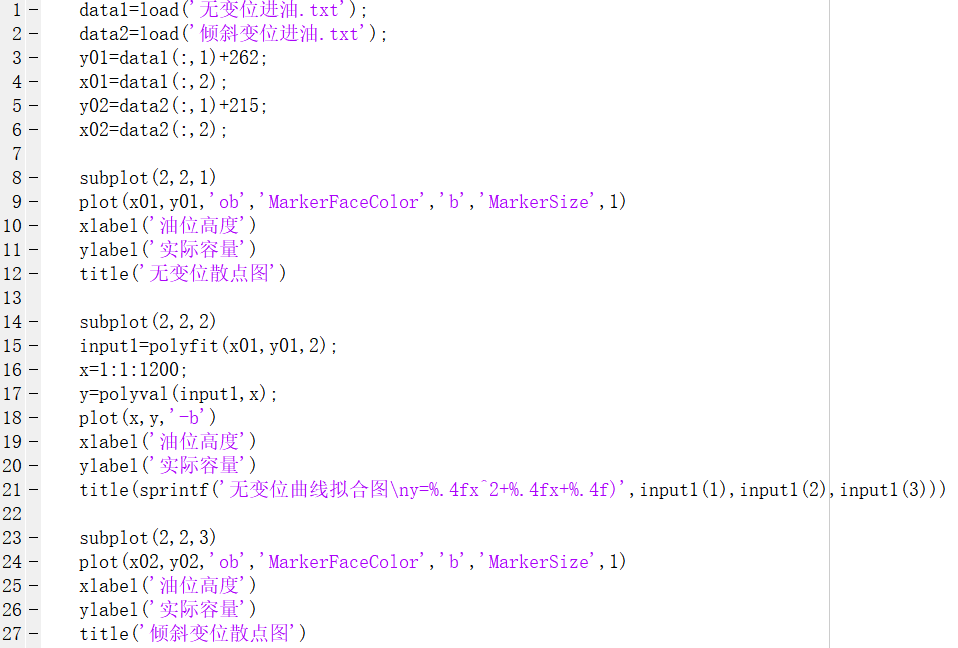 1 - data1=load('无变位进油.txt');
2 - data2=load('倾斜变位进油.txt');
3 - y01=data1(:,1)+262;
4 - x01=data1(:,2);
5 - y02=data2(:,1)+215;
6 - x02=data2(:,2);
7
8 - subplot(2,2,1)
9 - plot(x01,y01,'ob','MarkerFaceColor','b','MarkerSize',1)
10 - xlabel('油位高度')
11 - ylabel('实际容量')
12 - title('无变位散点图')
13
14 - subplot(2,2,2)
15 - input1=polyfit(x01,y01,2);
16 - x=1:1:1200;
17 - y=polyval(input1,x);
18 - plot(x,y,'-b')
19 - xlabel('油位高度')
20 - ylabel('实际容量')
21 - title(sprintf('无变位曲线拟合图\ny=%.4fx^2+%.4fx+%.4f)',input1(1),input1(2),input1(3)))
22
23 - subplot(2,2,3)
24 - plot(x02,y02,'ob','MarkerFaceColor','b','MarkerSize',1)
25 - xlabel('油位高度')
26 - ylabel('实际容量')
27 - title('倾斜变位散点图')